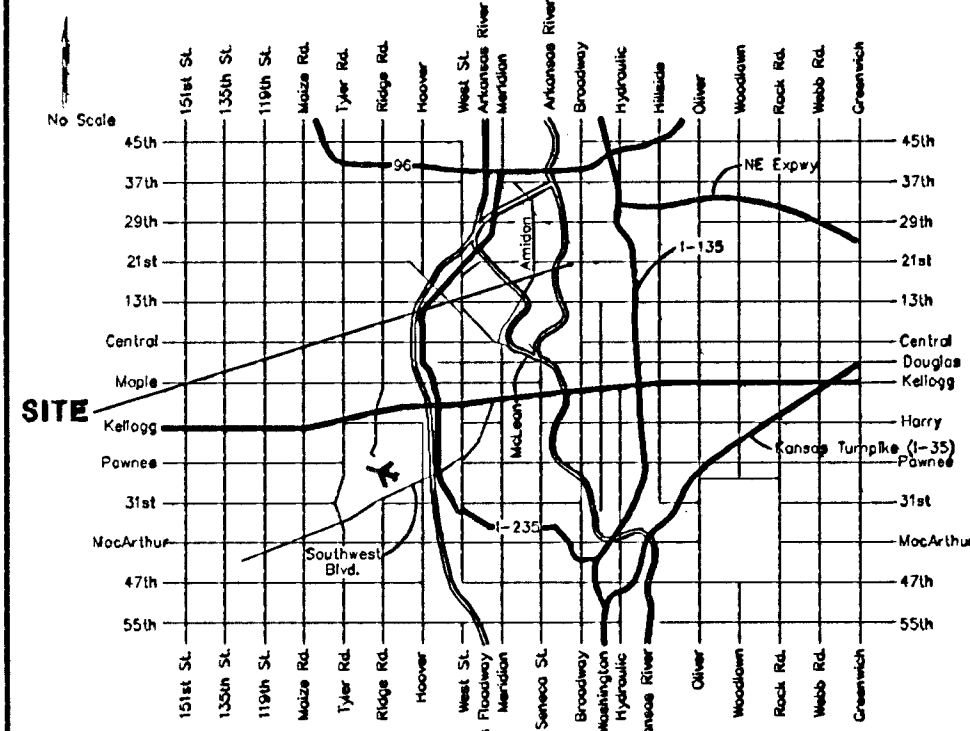 151st St.
135th St.
119th St.
Maize Rd.
Tyler Rd.
Ridge Rd.
Hoover
West St.
Arkansas River
Meridian
Arkansas River
Broadway
Hydraulic
Hillside
Oliver
Woodlawn
Rock Rd.
Webb Rd.
Greenwich
No Scale
45th
45th
96
37th
37th
NE Expwy
29th
29th
Amidon
21st
21st
I-135
13th
13th
Central
Central
Douglas
Maple
Kellogg
SITE
McLean
Kellogg
Harry
Kansas Turnpike (I-35)
Pawnee
Pawnee
31st
31st
I-235
MacArthur
MacArthur
Southwest
Blvd.
47th
47th
55th
55th
151st St.
135th St.
119th St.
Maize Rd.
Tyler Rd.
Ridge Rd.
Hoover
West St.
Floodway
Meridian
Seneca St.
Broadway
Washington
Hydraulic
River
Oliver
Woodlawn
Rock Rd.
Webb Rd.
Greenwich